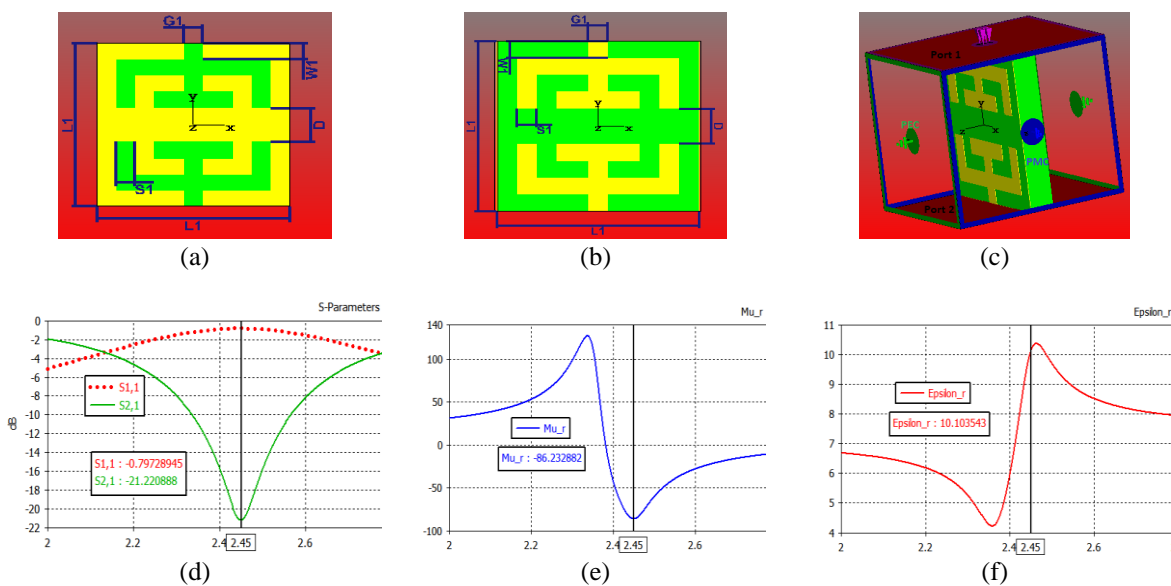 G1
W1
L1
Y
Z X
D
S1
L1
(a)
G1
W1
L1
Y
Z X
D
S1
L1
(b)
Port 1
PEC
Y
Z X
PMC
Port 2
(c)
S-Parameters
0
-2
-4
-6
-8
-10
-12
-14
-16
-18
-20
-22
dB
S1,1
S2,1
S1,1 : -0.79728945
S2,1 : -21.220888
2 2.2 2.4 2.45 2.6
(d)
Mu_r
140
100
50
0
-50
-100
Mu_r
Mu_r : -86.232882
2 2.2 2.4 2.45 2.6
(e)
Epsilon_r
11
10
9
8
7
6
5
4
Epsilon_r
Epsilon_r : 10.103543
2 2.2 2.4 2.45 2.6
(f)